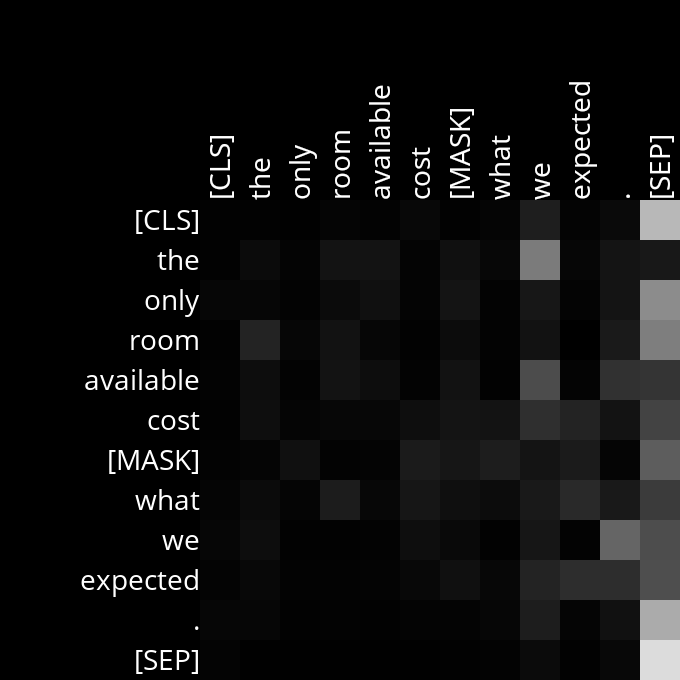 [CLS] the only room available cost [MASK] what we expected . [SEP]
[CLS]
the
only
room
available
cost
[MASK]
what
we
expected
.
[SEP]